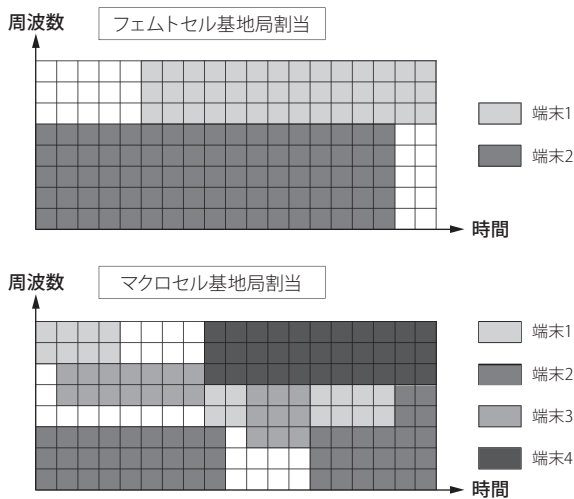 周波数
フェムトセル基地局割当
端末1
端末2
時間
周波数
マクロセル基地局割当
端末1
端末2
端末3
端末4
時間